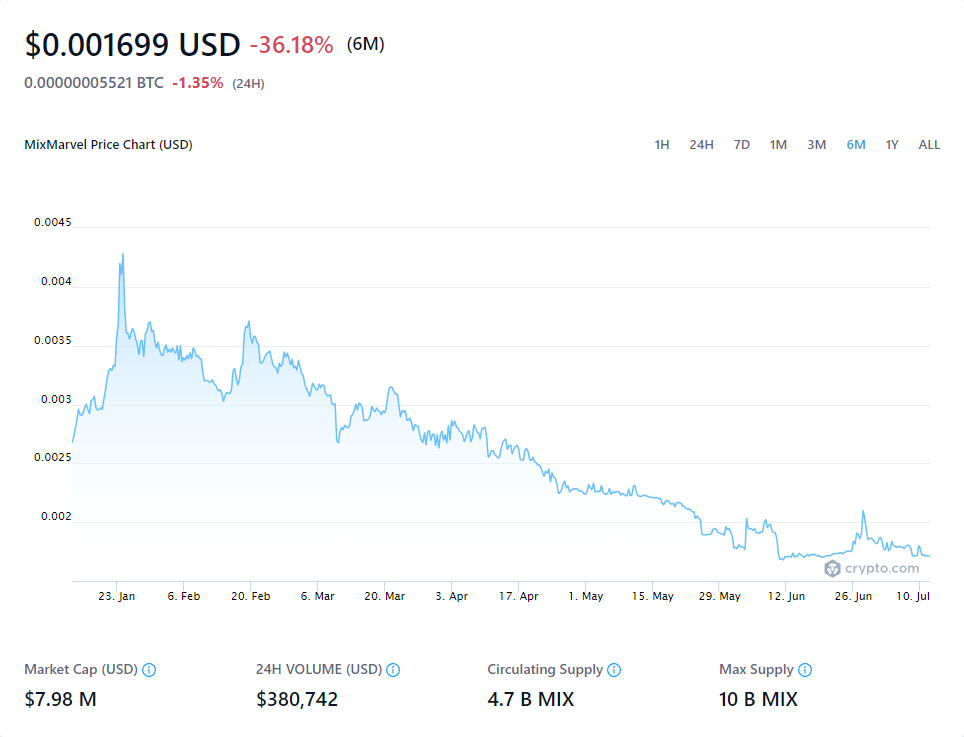 $0.001699 USD -36.18% (6M)
0.00000005521 BTC -1.35% (24H)
MixMarvel Price Chart (USD) 1H 24H 7D 1M 3M 6M 1Y ALL
0.0045
0.004
0.0035
0.003
0.0025
0.002
crypto.com
23. Jan 6. Feb 20. Feb 6. Mar 20. Mar 3. Apr 17. Apr 1. May 15. May 29. May 12. Jun 26. Jun 10. Jul
Market Cap (USD) 24H VOLUME (USD) Circulating Supply Max Supply
$7.98 M $380,742 4.7 B MIX 10 B MIX